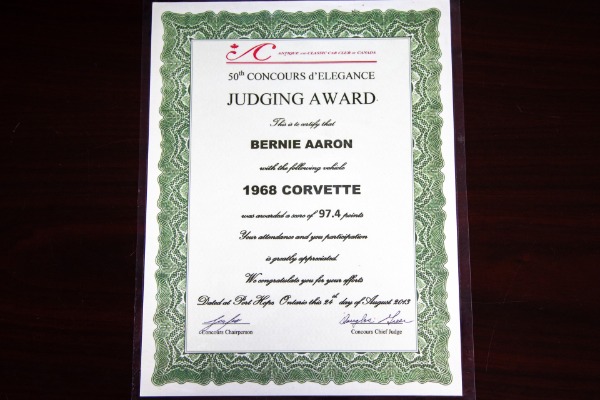 AC ANTIQUE AND CLASSIC CAR CLUB OF CANADA
50th CONCOURS d'ELEGANCE
JUDGING AWARD
This is to certify that
BERNIE AARON
with the following vehicle
1968 CORVETTE
was awarded a score of 97.4 points
Your attendance and you participation
is greatly appreciated.
We congratulate you for your efforts
Dated at Port Hope Ontario this 24th day of August 2013
Concours Chairperson
Concours Chief Judge